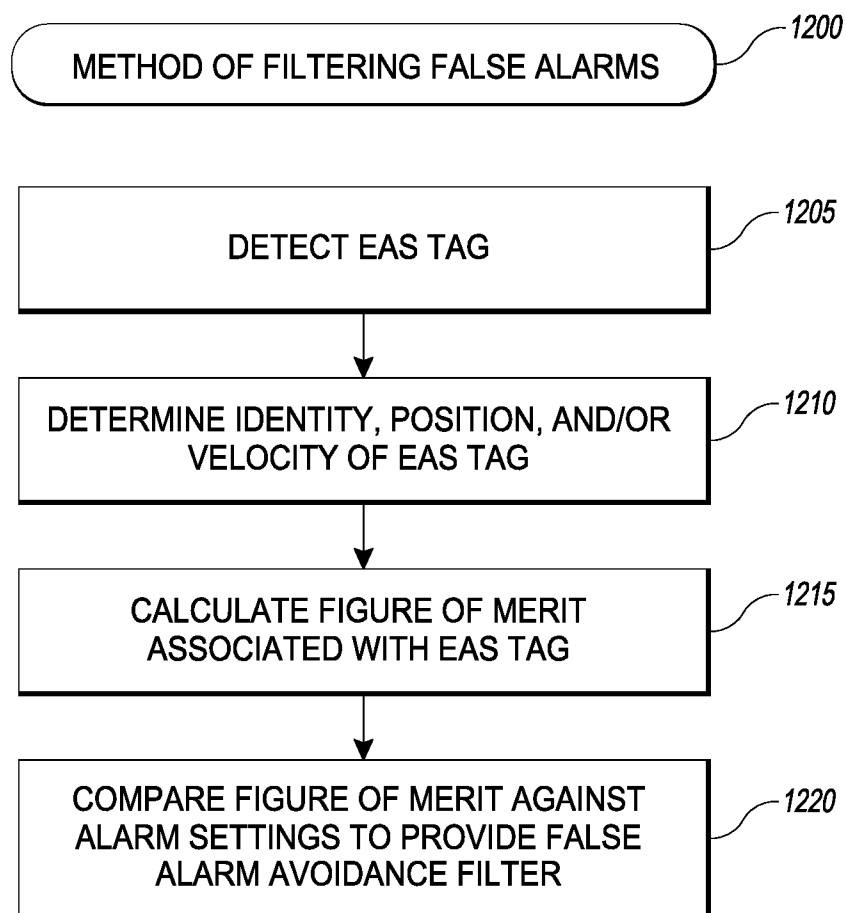 1200
METHOD OF FILTERING FALSE ALARMS
1205
DETECT EAS TAG
1210
DETERMINE IDENTITY, POSITION, AND/OR
VELOCITY OF EAS TAG
1215
CALCULATE FIGURE OF MERIT
ASSOCIATED WITH EAS TAG
1220
COMPARE FIGURE OF MERIT AGAINST
ALARM SETTINGS TO PROVIDE FALSE
ALARM AVOIDANCE FILTER